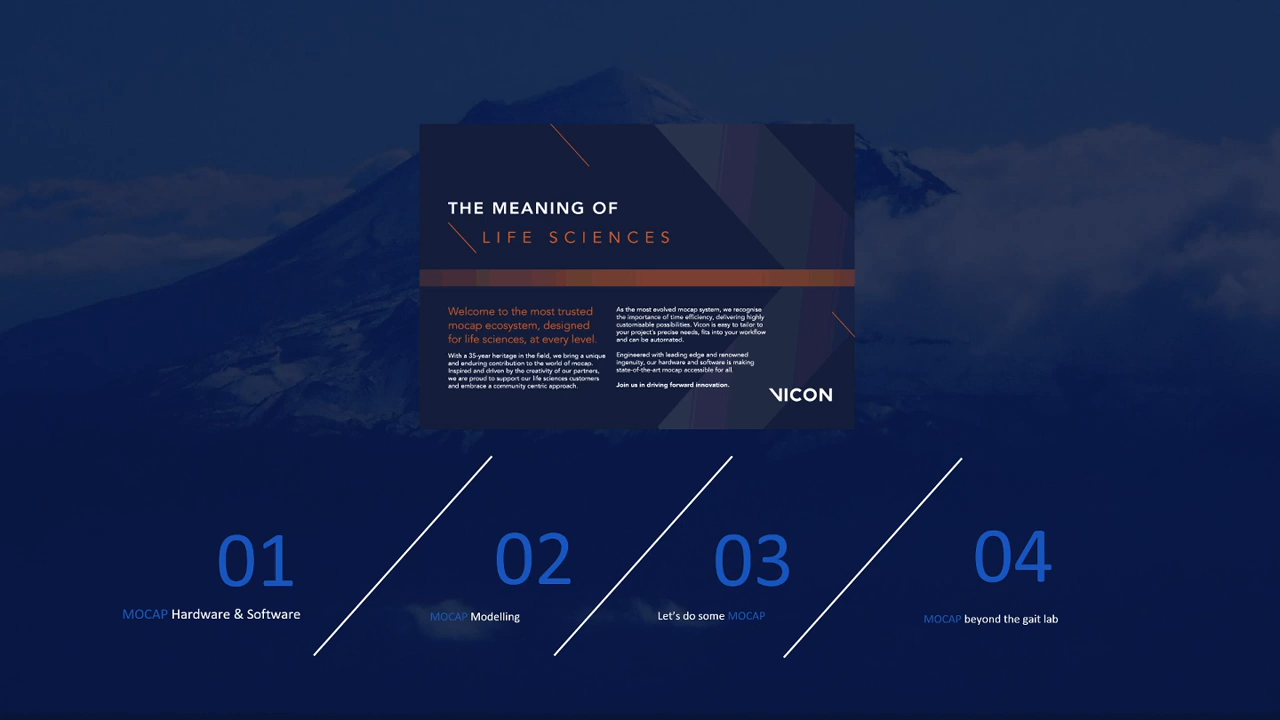 THE MEANING OF
LIFE SCIENCES
Welcome to the most trusted
mocap ecosystem, designed
for life sciences, at every level.
With a 35-year heritage in the field, we bring a unique
and enduring contribution to the world of mocap.
Inspired and driven by the creativity of our partners,
we are proud to support our life sciences customers
and embrace a community centric approach.
As the most evolved mocap system, we recognise
the importance of time efficiency, delivering highly
customisable possibilities. Vicon is easy to tailor to
your project's precise needs, fits into your workflow
and can be automated.
Engineered with leading edge and renowned
ingenuity, our hardware and software is making
state-of-the-art mocap accessible for all.
Join us in driving forward innovation.
VICON
01
MOCAP Hardware & Software
02
MOCAP Modelling
03
Let's do some MOCAP
04
MOCAP beyond the gait lab